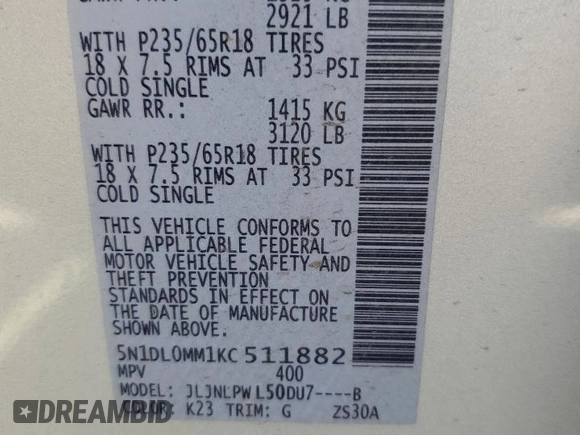 2921 LB
WITH P235/65R18 TIRES
18 X 7.5 RIMS AT 33 PSI
COLD SINGLE
GAWR RR.: 1415 KG
3120 LB
WITH P235/65R18 TIRES
18 X 7.5 RIMS AT 33 PSI
COLD SINGLE
THIS VEHICLE CONFORMS TO
ALL APPLICABLE FEDERAL
MOTOR VEHICLE SAFETY AND
THEFT PREVENTION
STANDARDS IN EFFECT ON
THE DATE OF MANUFACTURE
SHOWN ABOVE.
5N1DL0MM1KC511882
MPV 400
MODEL: JLJNLPW L50DU7----B
COLOR: K23 TRIM: G ZS30A
DREAMBID